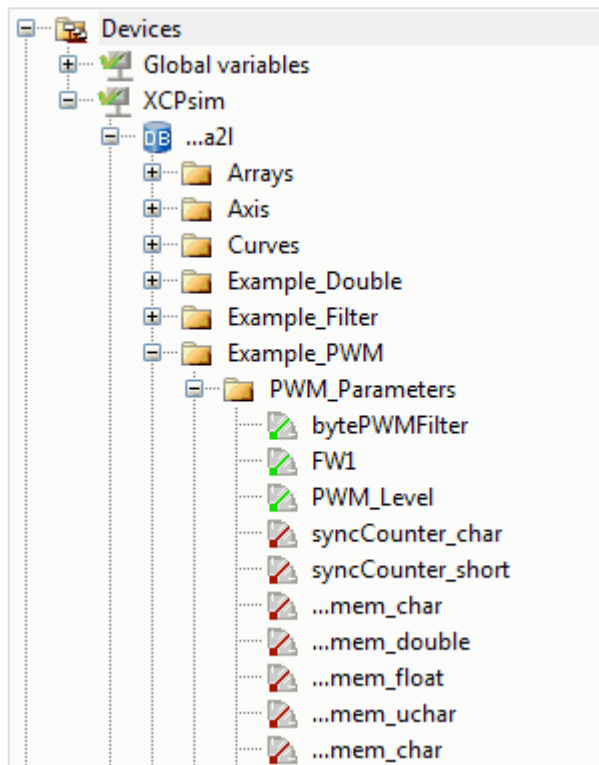 Devices
Global variables
XCPsim
DB ...a2l
Arrays
Axis
Curves
Example_Double
Example_Filter
Example_PWM
PWM_Parameters
bytePWMFilter
FW1
PWM_Level
syncCounter_char
syncCounter_short
...mem_char
...mem_double
...mem_float
...mem_uchar
...mem_char